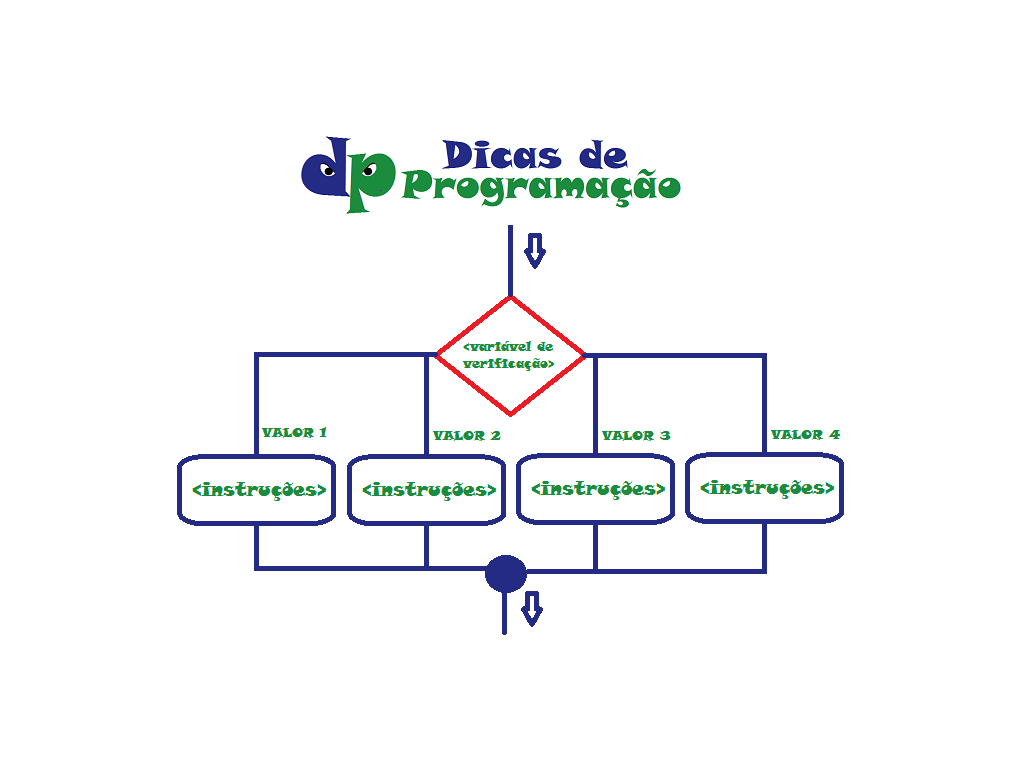 dp
Dicas de
Programação
<variável de
verificação>
VALOR 1
VALOR 2
VALOR 3
VALOR 4
<instruções>
<instruções>
<instruções>
<instruções>